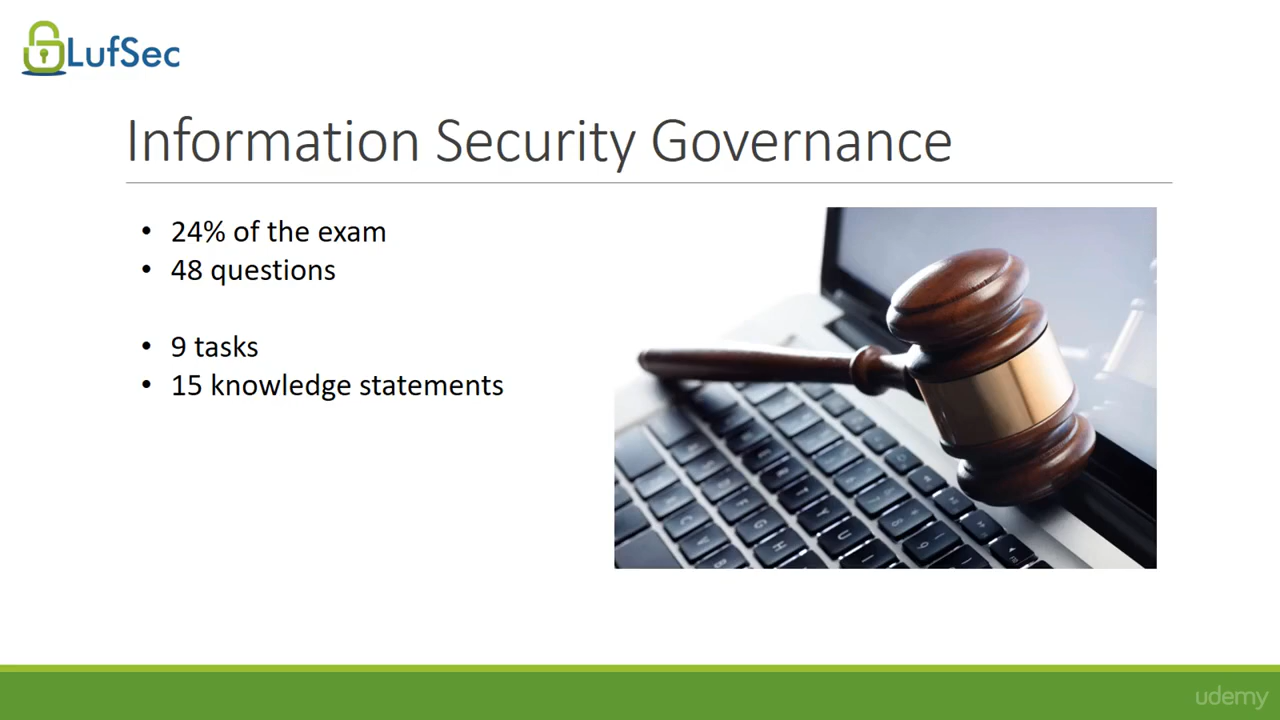 LufSec
Information Security Governance
• 24% of the exam
• 48 questions
• 9 tasks
• 15 knowledge statements
udemy